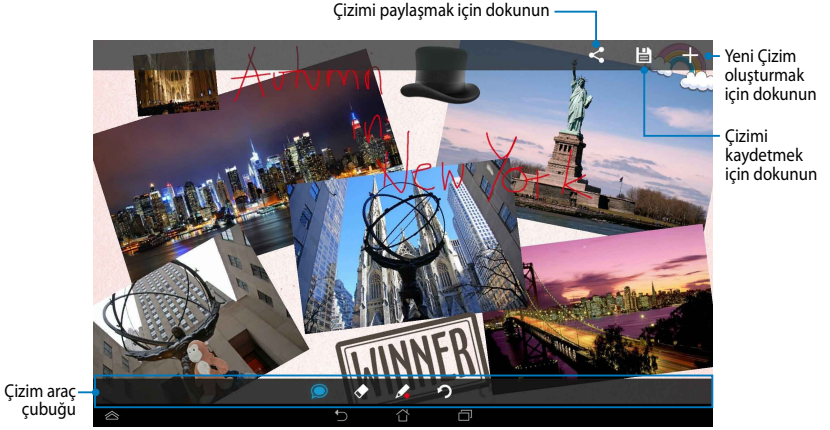 Çizimi paylaşmak için dokunun
Autumn
in
New York
Yeni Çizim
oluşturmak
için dokunun
Çizimi
kaydetmek
için dokunun
WINNER
Çizim araç
çubuğu